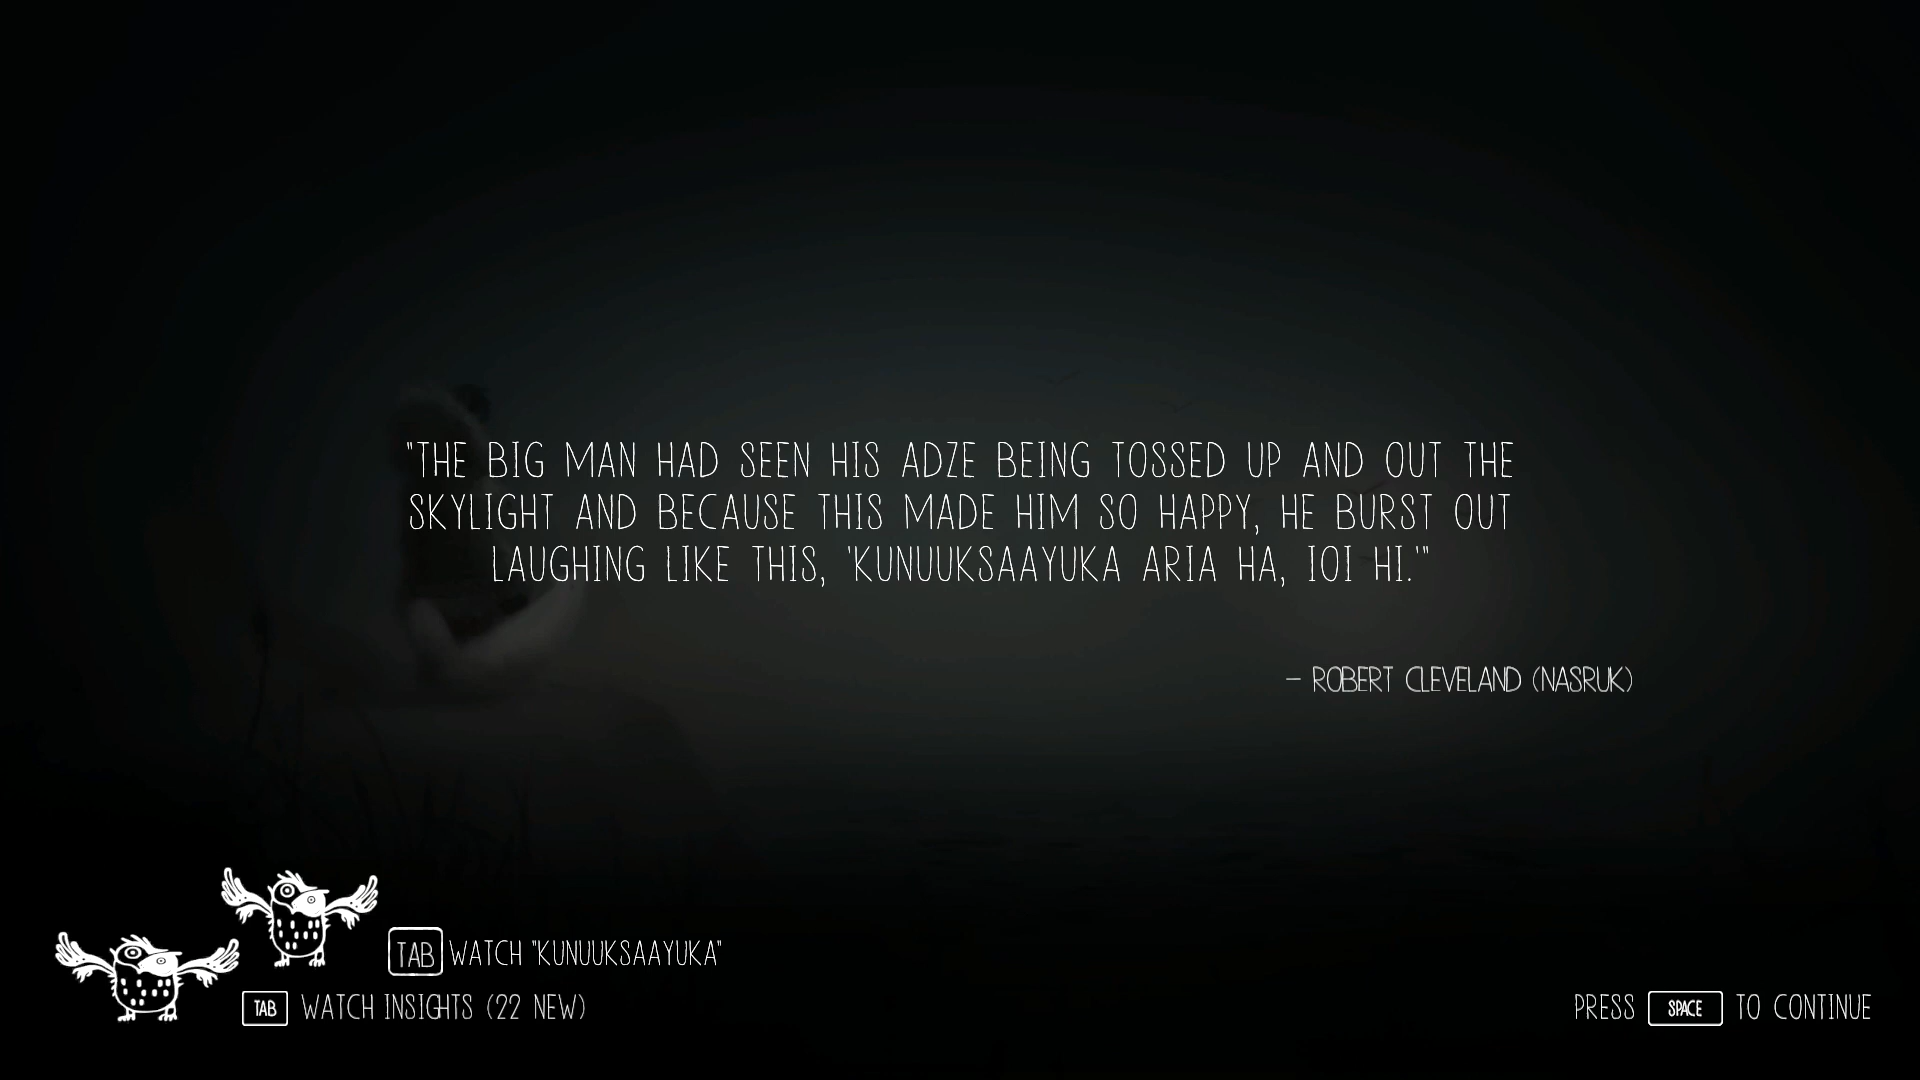 "THE BIG MAN HAD SEEN HIS ADZE BEING TOSSED UP AND OUT THE
SKYLIGHT AND BECAUSE THIS MADE HIM SO HAPPY, HE BURST OUT
LAUGHING LIKE THIS, 'KUNUUKSAAYUKA ARIA HA, IOI HI.'"
– ROBERT CLEVELAND (NASRUK)
TAB WATCH "KUNUUKSAAYUKA"
TAB WATCH INSIGHTS (22 NEW)
PRESS SPACE TO CONTINUE